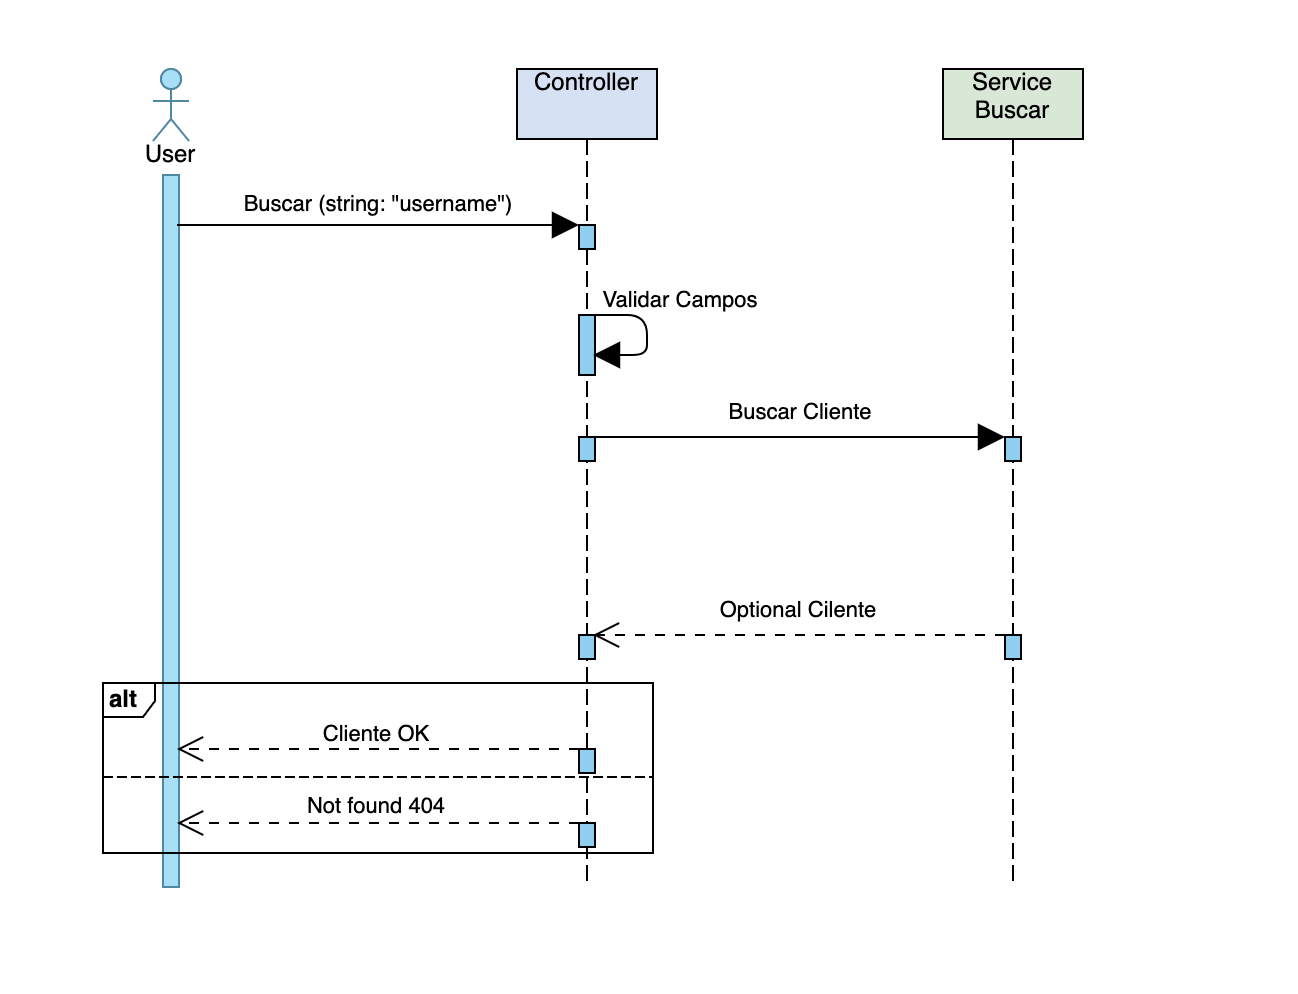 User
Controller
Service
Buscar
Buscar (string: "username")
Validar Campos
Buscar Cliente
Optional Cilente
alt
Cliente OK
Not found 404